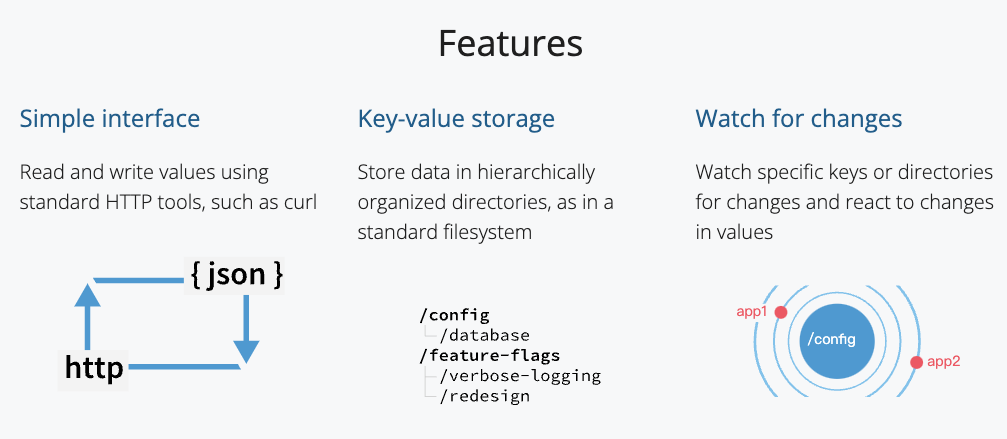 Features
Simple interface
Read and write values using
standard HTTP tools, such as curl
{ json }
http
Key-value storage
Store data in hierarchically
organized directories, as in a
standard filesystem
/config
/database
/feature-flags
/verbose-logging
/redesign
Watch for changes
Watch specific keys or directories
for changes and react to changes
in values
app1
/config
app2